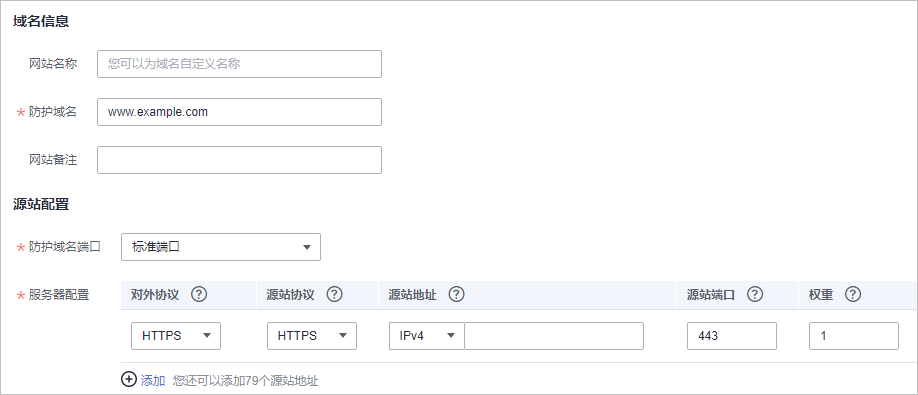 域名信息
网站名称 您可以为域名自定义名称
* 防护域名 www.example.com
网站备注
源站配置
* 防护域名端口 标准端口
* 服务器配置 对外协议 ? 源站协议 ? 源站地址 ? 源站端口 ? 权重 ?
HTTPS HTTPS IPv4 443 1
添加 您还可以添加79个源站地址